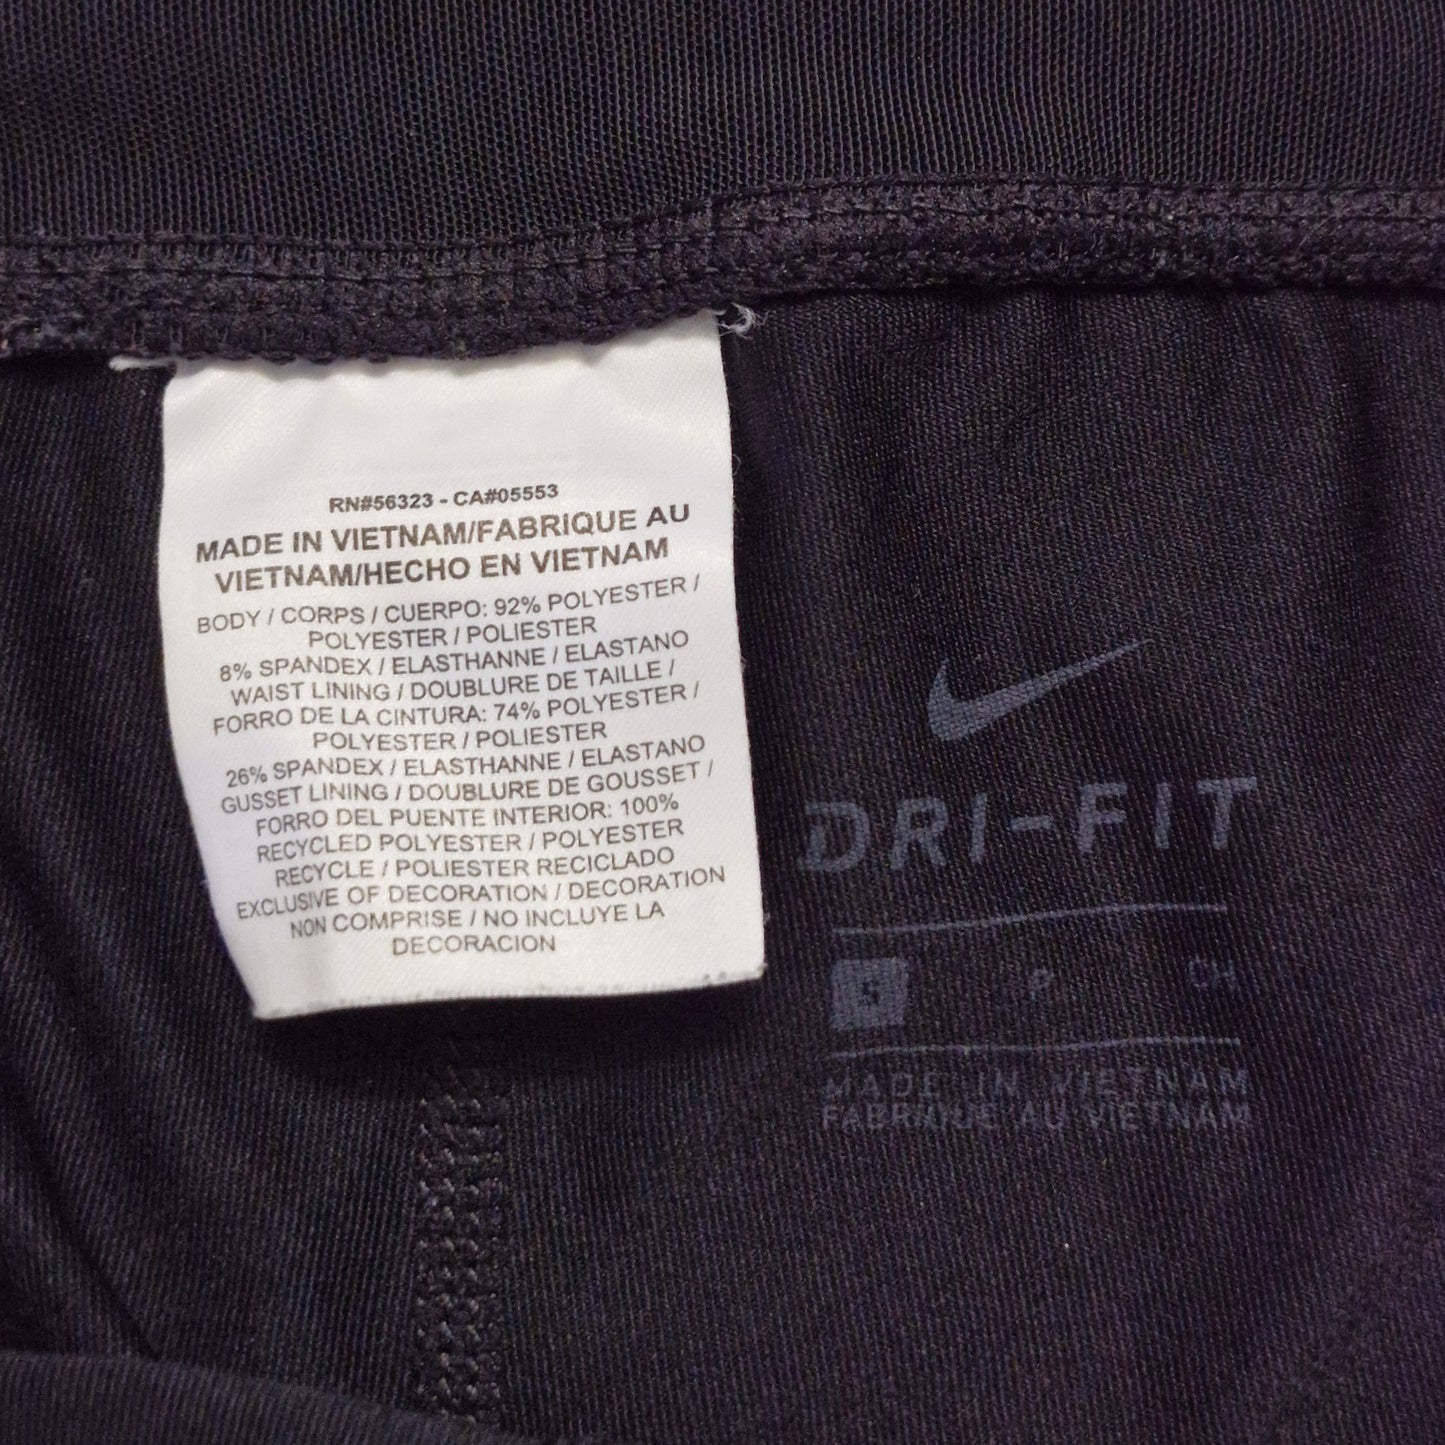 RN#56323 - CA#05553
MADE IN VIETNAM/FABRIQUE AU
VIETNAM/HECHO EN VIETNAM
BODY / CORPS / CUERPO: 92% POLYESTER /
POLYESTER / POLIESTER
8% SPANDEX / ELASTHANNE / ELASTANO
WAIST LINING / DOUBLURE DE TAILLE /
FORRO DE LA CINTURA: 74% POLYESTER /
POLYESTER / POLIESTER
26% SPANDEX / ELASTHANNE / ELASTANO
GUSSET LINING / DOUBLURE DE GOUSSET /
FORRO DEL PUENTE INTERIOR: 100%
RECYCLED POLYESTER / POLYESTER
RECYCLE / POLIESTER RECICLADO
EXCLUSIVE OF DECORATION / DECORATION
NON COMPRISE / NO INCLUYE LA
DECORACION
DRI-FIT
S P CH
MADE IN VIETNAM
FABRIQUE AU VIETNAM